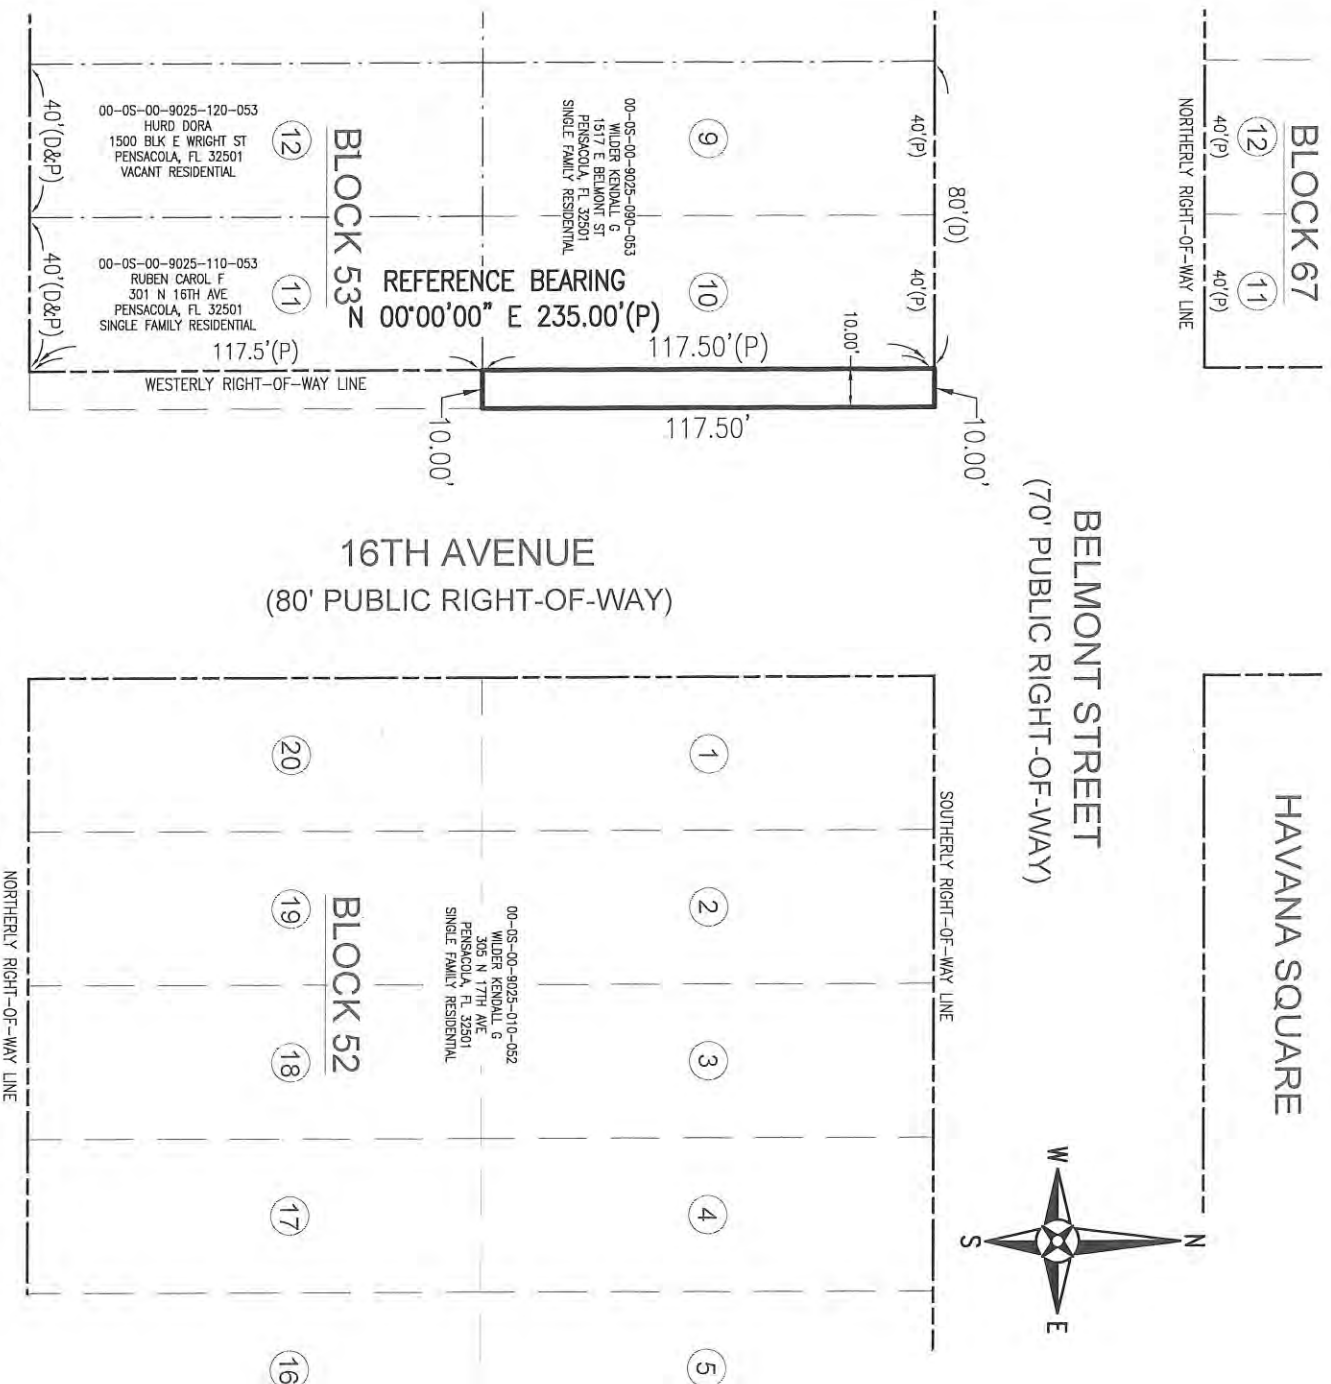 BLOCK 67
12
11
40'(P)
40'(P)
NORTHERLY RIGHT-OF-WAY LINE
80'(D)
40'(P)
40'(P)
9
10
00-0S-00-9025-090-053
WILDER KENDALL G
1517 E BELMONT ST
PENSACOLA, FL 32501
SINGLE FAMILY RESIDENTIAL
BLOCK 53
12
00-0S-00-9025-120-053
HURD DORA
1500 BLK E WRIGHT ST
PENSACOLA, FL 32501
VACANT RESIDENTIAL
40'(D&P)
11
00-0S-00-9025-110-053
RUBEN CAROL F
301 N 16TH AVE
PENSACOLA, FL 32501
SINGLE FAMILY RESIDENTIAL
40'(D&P)
REFERENCE BEARING
N 00°00'00" E 235.00'(P)
117.5'(P)
117.50'(P)
10.00'
WESTERLY RIGHT-OF-WAY LINE
117.50'
10.00'
10.00'
BELMONT STREET
(70' PUBLIC RIGHT-OF-WAY)
16TH AVENUE
(80' PUBLIC RIGHT-OF-WAY)
HAVANA SQUARE
SOUTHERLY RIGHT-OF-WAY LINE
1
2
3
4
5
00-0S-00-9025-010-052
WILDER KENDALL G
305 N 17TH AVE
PENSACOLA, FL 32501
SINGLE FAMILY RESIDENTIAL
BLOCK 52
20
19
18
17
16
NORTHERLY RIGHT-OF-WAY LINE
N
W
E
S